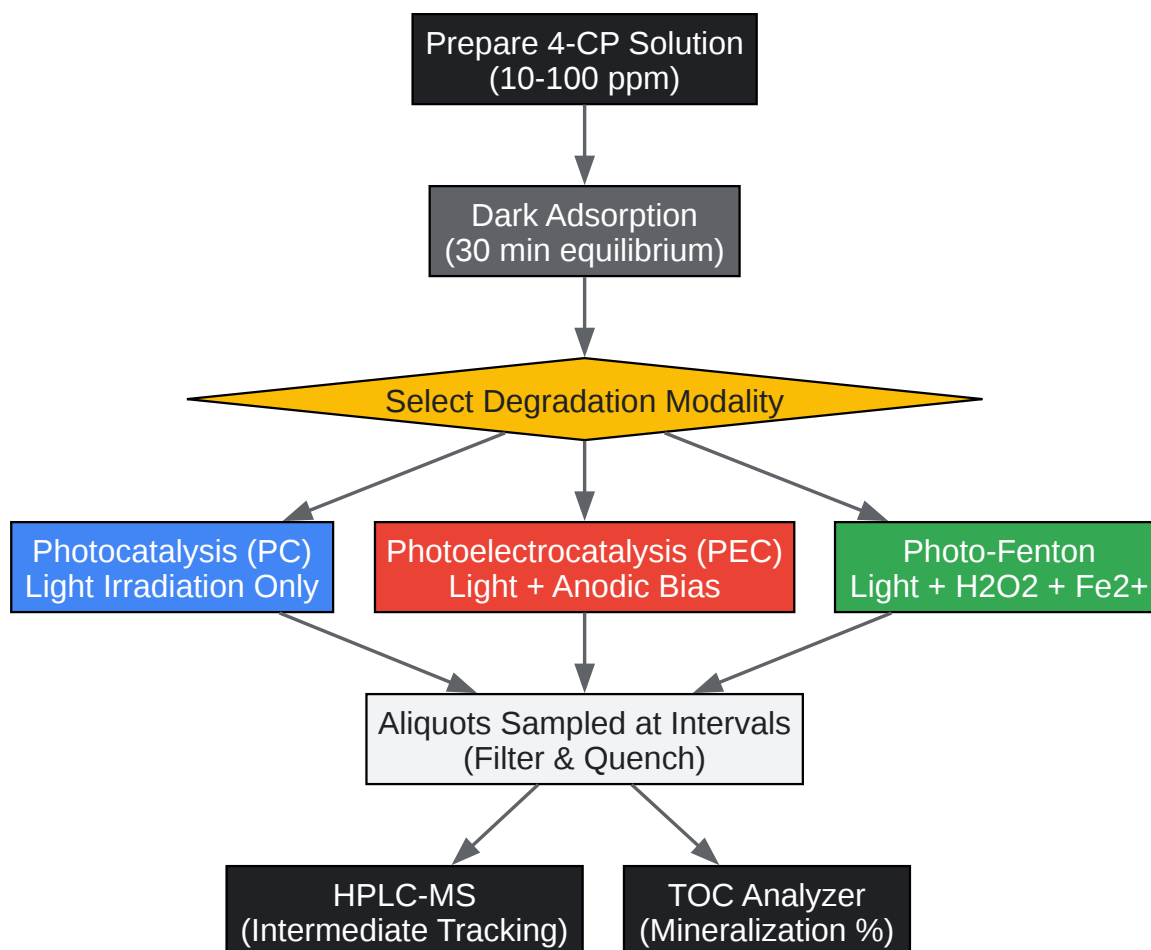 Prepare 4-CP Solution
(10-100 ppm)
Dark Adsorption
(30 min equilibrium)
Select Degradation Modality
Photocatalysis (PC)
Light Irradiation Only
Photoelectrocatalysis (PEC)
Light + Anodic Bias
Photo-Fenton
Light + H2O2 + Fe2+
Aliquots Sampled at Intervals
(Filter & Quench)
HPLC-MS
(Intermediate Tracking)
TOC Analyzer
(Mineralization %)